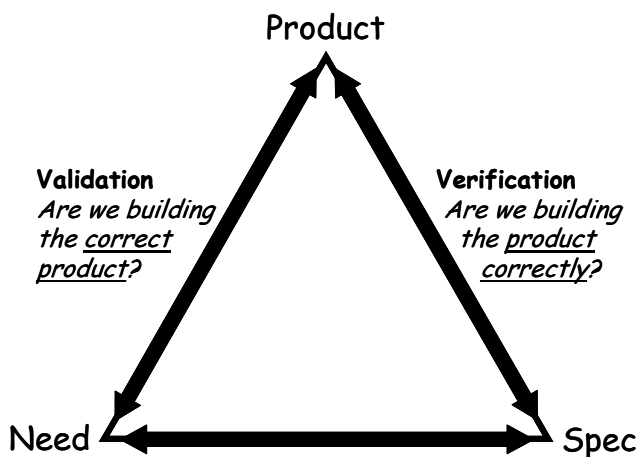 Product
Validation
Are we building
the correct
product?
Verification
Are we building
the product
correctly?
Need
Spec